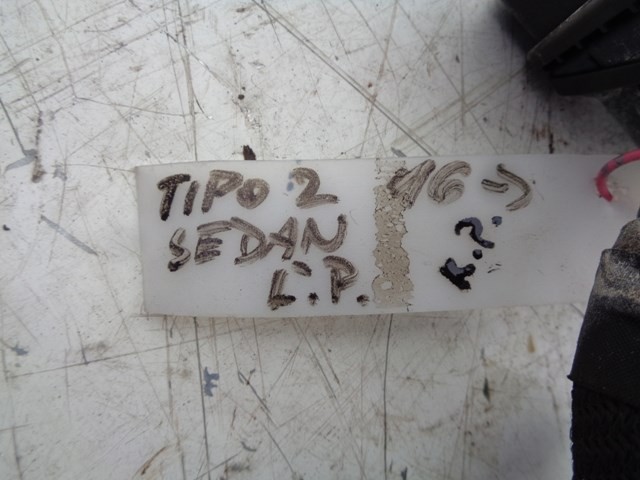 TIPO 2 16 →
SEDAN
L.P.